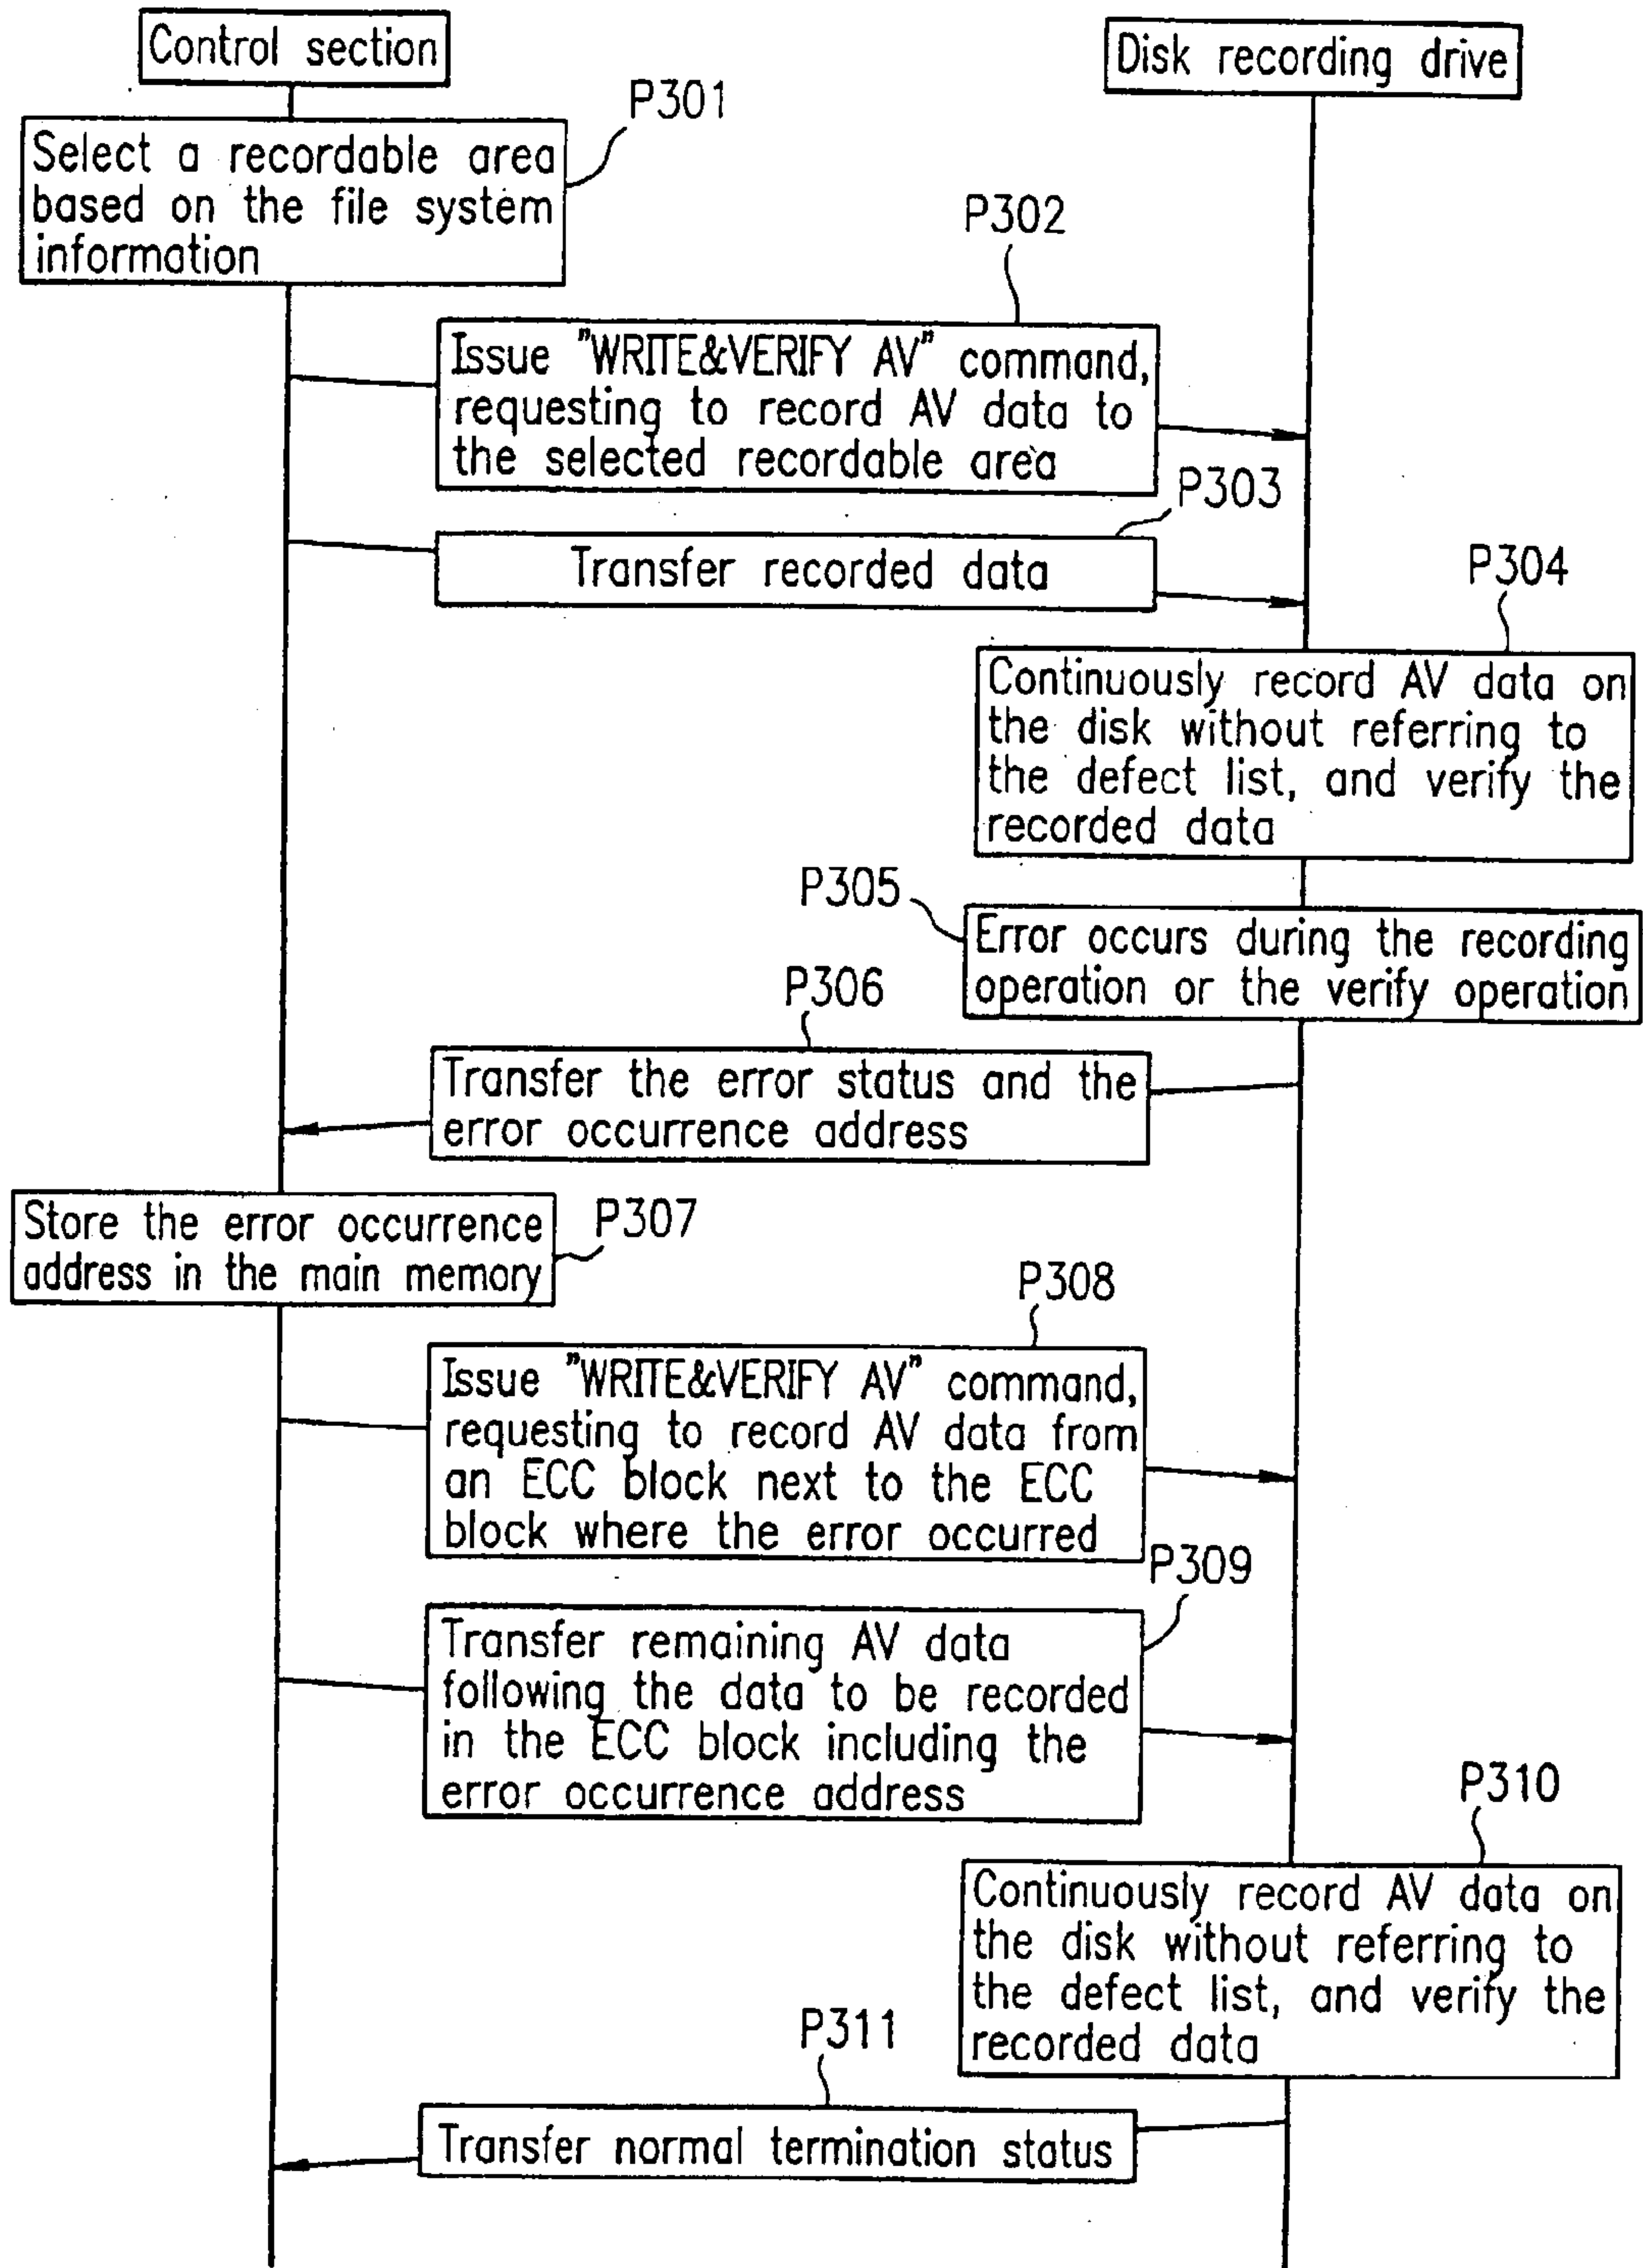 Control section
Disk recording drive
P301
Select a recordable area
based on the file system
information
P302
Issue "WRITE&VERIFY AV" command,
requesting to record AV data to
the selected recordable area
P303
Transfer recorded data
P304
Continuously record AV data on
the disk without referring to
the defect list, and verify the
recorded data
P305
Error occurs during the recording
operation or the verify operation
P306
Transfer the error status and the
error occurrence address
Store the error occurrence
address in the main memory
P307
P308
Issue "WRITE&VERIFY AV" command,
requesting to record AV data from
an ECC block next to the ECC
block where the error occurred
P309
Transfer remaining AV data
following the data to be recorded
in the ECC block including the
error occurrence address
P310
Continuously record AV data on
the disk without referring to
the defect list, and verify the
recorded data
P311
Transfer normal termination status